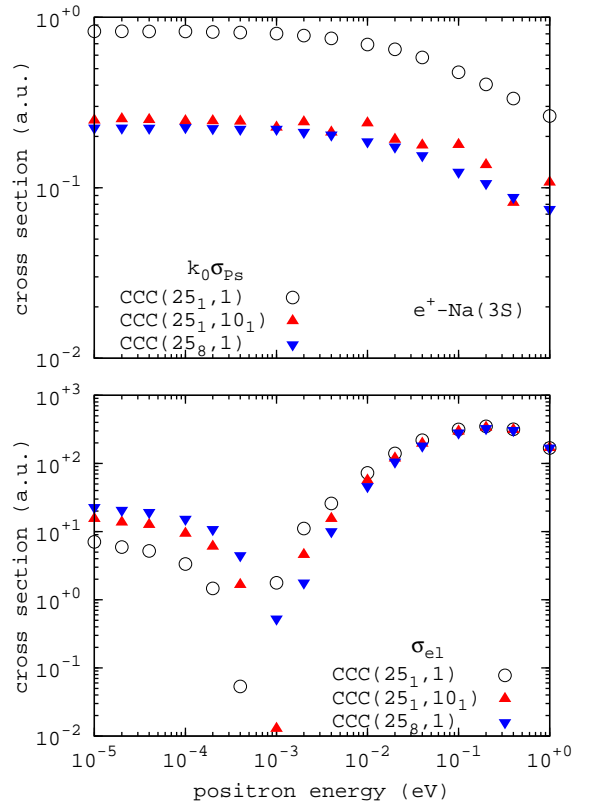 cross section (a.u.)
10⁺⁰
10⁻¹
10⁻²
k₀σ_Ps
CCC(25₁,1)
CCC(25₁,10₁)
CCC(25₈,1)
e⁺-Na(3S)
cross section (a.u.)
10⁺³
10⁺²
10⁺¹
10⁺⁰
10⁻¹
10⁻²
σ_el
CCC(25₁,1)
CCC(25₁,10₁)
CCC(25₈,1)
10⁻⁵ 10⁻⁴ 10⁻³ 10⁻² 10⁻¹ 10⁺⁰
positron energy (eV)